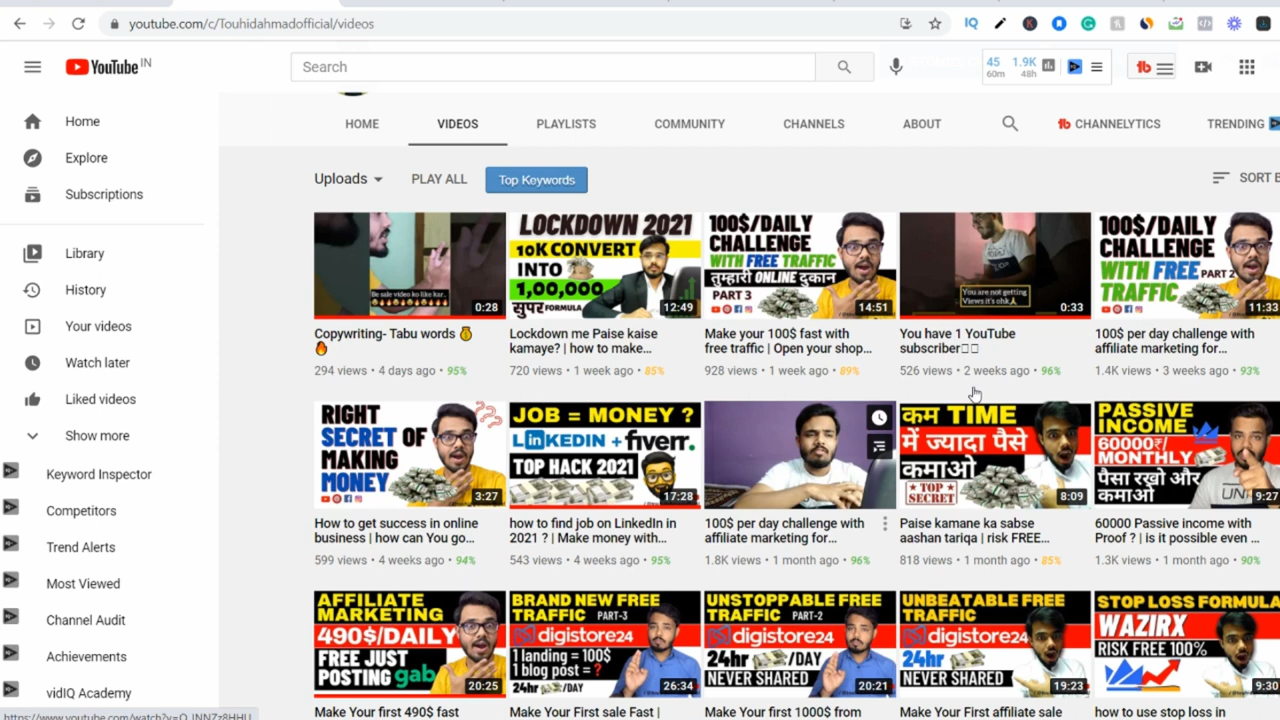 youtube.com/c/Touhidahmadofficial/videos
YouTube IN
Search
45 1.9K
60m 48h
HOME VIDEOS PLAYLISTS COMMUNITY CHANNELS ABOUT CHANNELYTICS TRENDING
Home
Explore
Subscriptions
Library
History
Your videos
Watch later
Liked videos
Show more
Keyword Inspector
Competitors
Trend Alerts
Most Viewed
Channel Audit
Achievements
vidIQ Academy
Uploads PLAY ALL Top Keywords SORT B
Be sale video ko like kar..
0:28
Copywriting- Tabu words
294 views • 4 days ago • 95%
LOCKDOWN 2021
10K CONVERT
INTO
1,00,000
सुपर FORMULA
12:49
Lockdown me Paise kaise
kamaye? | how to make...
720 views • 1 week ago • 85%
100$/DAILY
CHALLENGE
WITH FREE TRAFFIC
तुम्हारी ONLINE दुकान
PART 3
14:51
Make your 100$ fast with
free traffic | Open your shop...
928 views • 1 week ago • 89%
You are not getting
Views it's ohk
0:33
You have 1 YouTube
subscriber
526 views • 2 weeks ago • 96%
100$/DAILY
CHALLENGE
WITH FREE PART 2
TRAFFIC
11:33
100$ per day challenge with
affiliate marketing for...
1.4K views • 3 weeks ago • 93%
RIGHT
SECRET OF
MAKING
MONEY
???
3:27
How to get success in online
business | how can You go...
599 views • 4 weeks ago • 94%
JOB = MONEY ?
LINKEDIN + fiverr.
TOP HACK 2021
17:28
how to find job on LinkedIn in
2021 ? | Make money with...
543 views • 4 weeks ago • 95%
100$ per day challenge with
affiliate marketing for...
1.8K views • 1 month ago • 96%
कम TIME
में ज्यादा पैसे
कमाओ
TOP
SECRET
8:09
Paise kamane ka sabse
aashan tariqa | risk FREE...
818 views • 1 month ago • 85%
PASSIVE
INCOME
60000₹/
MONTHLY
पैसा रखो और
कमाओ
9:27
60000 Passive income with
Proof ? | is it possible even ...
1.3K views • 1 month ago • 90%
AFFILIATE
MARKETING
490$/DAILY
FREE JUST
POSTING gab
20:25
Make Your first 490$ fast
BRAND NEW FREE
TRAFFIC PART-3
digistore24
1 landing = 100$
1 blog post = ?
24hr /DAY
26:34
Make Your First sale Fast |
UNSTOPPABLE FREE
TRAFFIC PART-2
digistore24
24hr /DAY
NEVER SHARED
20:21
Make Your first 1000$ from
UNBEATABLE FREE
TRAFFIC
digistore24
24hr /DAY
NEVER SHARED
19:23
Make Your First affiliate sale
STOP LOSS FORMULA
WAZIRX
RISK FREE 100%
9:30
how to use stop loss in